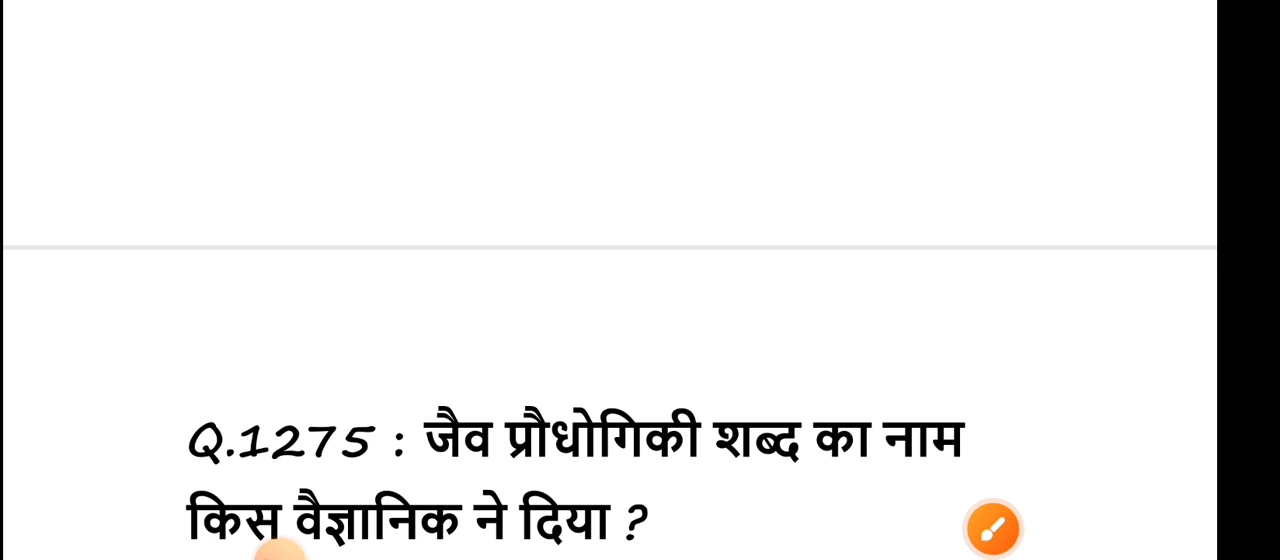 Q.1275 : जैव प्रौधोगिकी शब्द का नाम
किस वैज्ञानिक ने दिया ?